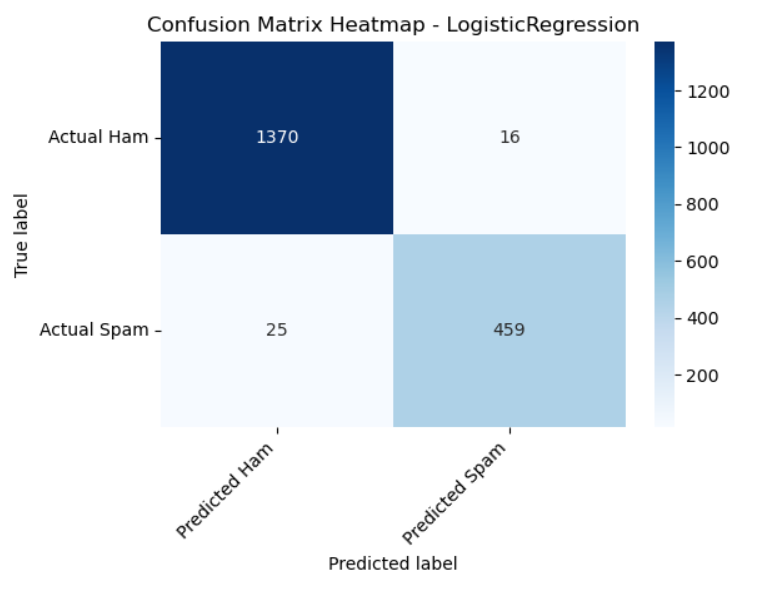 Confusion Matrix Heatmap - LogisticRegression
Actual Ham
1370
16
1200
1000
800
600
400
200
True label
Actual Spam
25
459
Predicted Ham
Predicted Spam
Predicted label